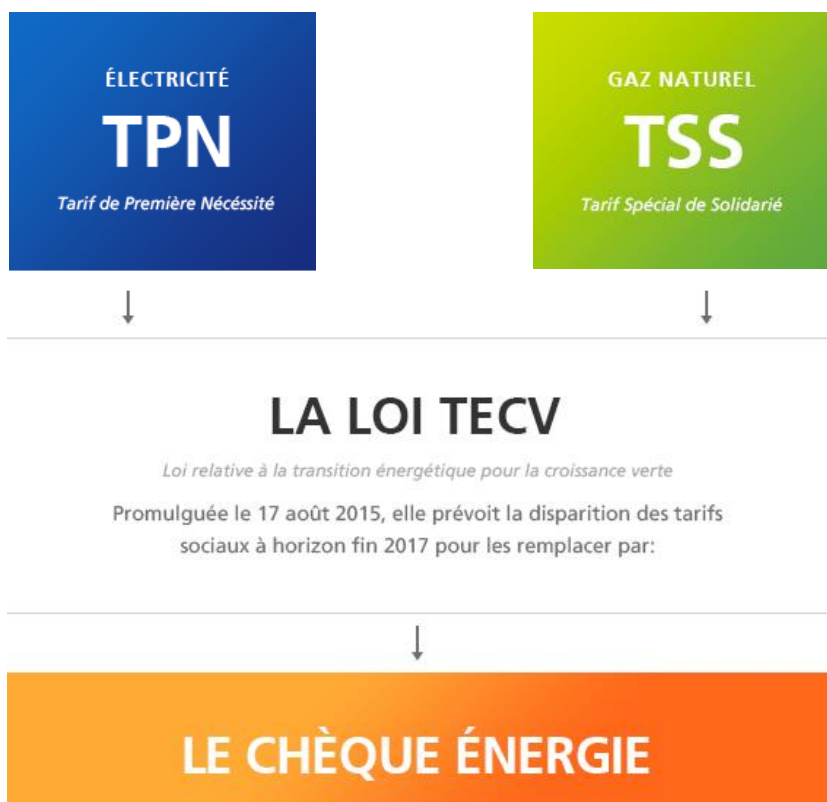 ÉLECTRICITÉ
TPN
Tarif de Première Nécéssité
GAZ NATUREL
TSS
Tarif Spécial de Solidarié
LA LOI TECV
Loi relative à la transition énergétique pour la croissance verte
Promulguée le 17 août 2015, elle prévoit la disparition des tarifs
sociaux à horizon fin 2017 pour les remplacer par:
LE CHÈQUE ÉNERGIE